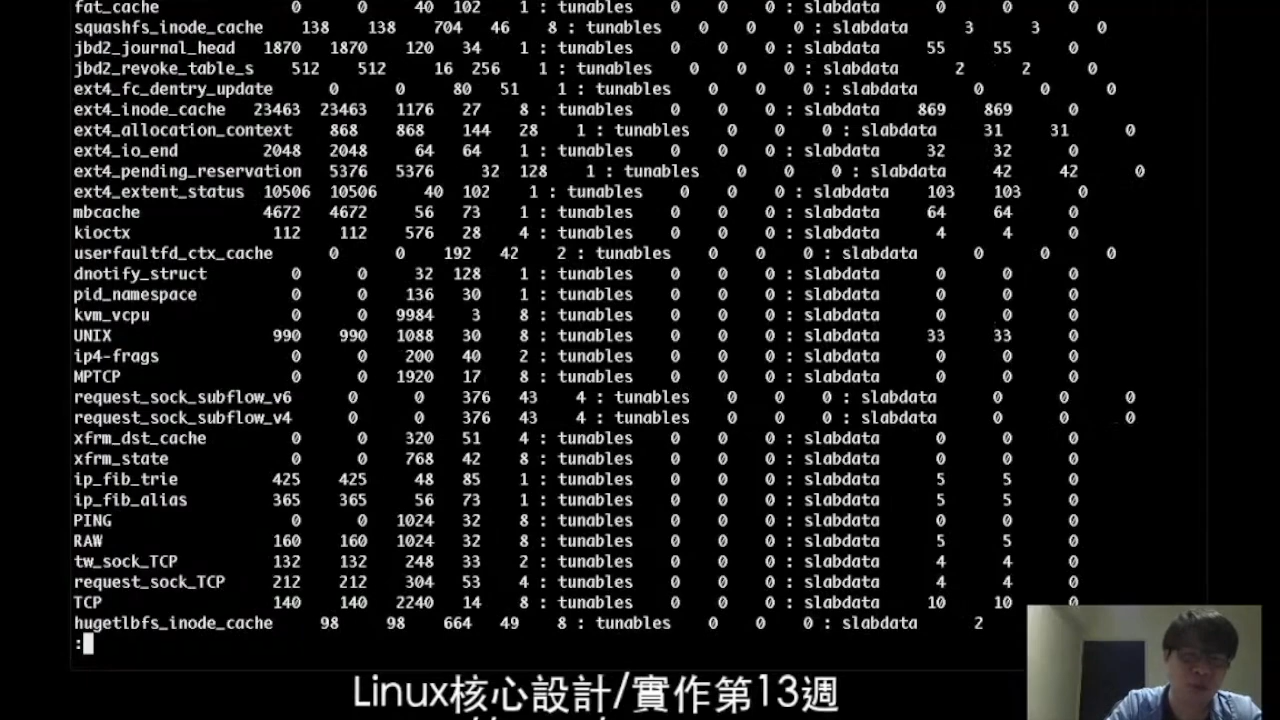 fat_cache 0 0 40 102 1 : tunables 0 0 0 : slabdata 0 0 0
squashfs_inode_cache 138 138 704 46 8 : tunables 0 0 0 : slabdata 3 3 0
jbd2_journal_head 1870 1870 120 34 1 : tunables 0 0 0 : slabdata 55 55 0
jbd2_revoke_table_s 512 512 16 256 1 : tunables 0 0 0 : slabdata 2 2 0
ext4_fc_dentry_update 0 0 80 51 1 : tunables 0 0 0 : slabdata 0 0 0
ext4_inode_cache 23463 23463 1176 27 8 : tunables 0 0 0 : slabdata 869 869 0
ext4_allocation_context 868 868 144 28 1 : tunables 0 0 0 : slabdata 31 31 0
ext4_io_end 2048 2048 64 64 1 : tunables 0 0 0 : slabdata 32 32 0
ext4_pending_reservation 5376 5376 32 128 1 : tunables 0 0 0 : slabdata 42 42 0
ext4_extent_status 10506 10506 40 102 1 : tunables 0 0 0 : slabdata 103 103 0
mbcache 4672 4672 56 73 1 : tunables 0 0 0 : slabdata 64 64 0
kioctx 112 112 576 28 4 : tunables 0 0 0 : slabdata 4 4 0
userfaultfd_ctx_cache 0 0 192 42 2 : tunables 0 0 0 : slabdata 0 0 0
dnotify_struct 0 0 32 128 1 : tunables 0 0 0 : slabdata 0 0 0
pid_namespace 0 0 136 30 1 : tunables 0 0 0 : slabdata 0 0 0
kvm_vcpu 0 0 9984 3 8 : tunables 0 0 0 : slabdata 0 0 0
UNIX 990 990 1088 30 8 : tunables 0 0 0 : slabdata 33 33 0
ip4-frags 0 0 200 40 2 : tunables 0 0 0 : slabdata 0 0 0
MPTCP 0 0 1920 17 8 : tunables 0 0 0 : slabdata 0 0 0
request_sock_subflow_v6 0 0 376 43 4 : tunables 0 0 0 : slabdata 0 0 0
request_sock_subflow_v4 0 0 376 43 4 : tunables 0 0 0 : slabdata 0 0 0
xfrm_dst_cache 0 0 320 51 4 : tunables 0 0 0 : slabdata 0 0 0
xfrm_state 0 0 768 42 8 : tunables 0 0 0 : slabdata 0 0 0
ip_fib_trie 425 425 48 85 1 : tunables 0 0 0 : slabdata 5 5 0
ip_fib_alias 365 365 56 73 1 : tunables 0 0 0 : slabdata 5 5 0
PING 0 0 1024 32 8 : tunables 0 0 0 : slabdata 0 0 0
RAW 160 160 1024 32 8 : tunables 0 0 0 : slabdata 5 5 0
tw_sock_TCP 132 132 248 33 2 : tunables 0 0 0 : slabdata 4 4 0
request_sock_TCP 212 212 304 53 4 : tunables 0 0 0 : slabdata 4 4 0
TCP 140 140 2240 14 8 : tunables 0 0 0 : slabdata 10 10 0
hugetlbfs_inode_cache 98 98 664 49 8 : tunables 0 0 0 : slabdata 2
:
Linux核心設計/實作第13週